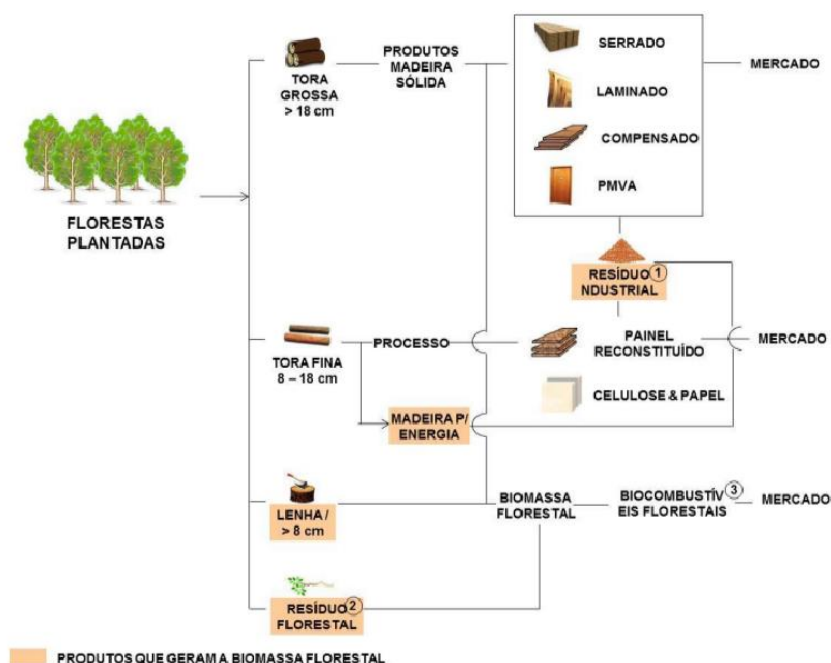 TORA
GROSSA
> 18 cm
PRODUTOS
MADEIRA
SÓLIDA
SERRADO
LAMINADO
COMPENSADO
PMVA
MERCADO
FLORESTAS
PLANTADAS
RESÍDUO 1
NDUSTRIAL
TORA FINA
8 – 18 cm
PROCESSO
PAINEL
RECONSTITUÍDO
MERCADO
CELULOSE & PAPEL
MADEIRA P/
ENERGIA
LENHA /
> 8 cm
BIOMASSA
FLORESTAL
BIOCOMBUSTÍV 3
EIS FLORESTAIS
MERCADO
RESÍDUO 2
FLORESTAL
PRODUTOS QUE GERAM A BIOMASSA FLORESTAL